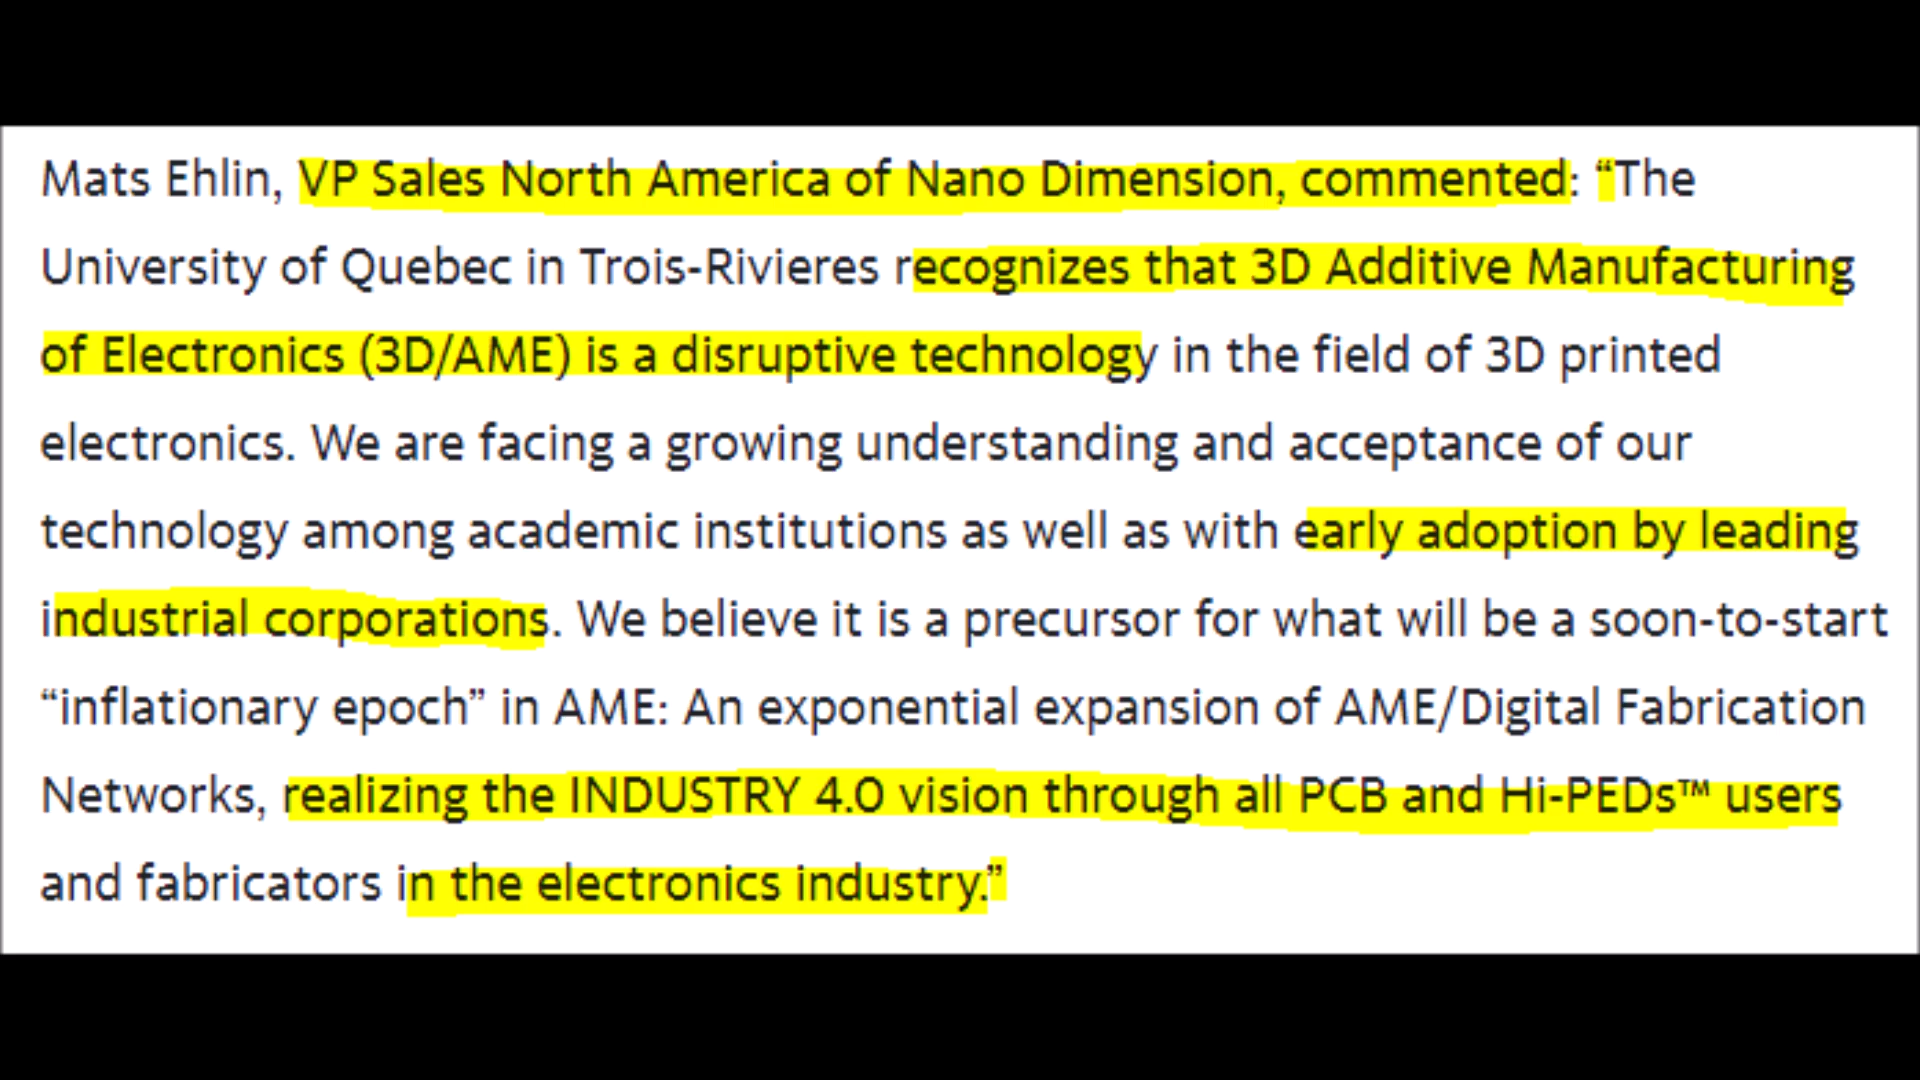 Mats Ehlin, VP Sales North America of Nano Dimension, commented: “The
University of Quebec in Trois-Rivieres recognizes that 3D Additive Manufacturing
of Electronics (3D/AME) is a disruptive technology in the field of 3D printed
electronics. We are facing a growing understanding and acceptance of our
technology among academic institutions as well as with early adoption by leading
industrial corporations. We believe it is a precursor for what will be a soon-to-start
“inflationary epoch” in AME: An exponential expansion of AME/Digital Fabrication
Networks, realizing the INDUSTRY 4.0 vision through all PCB and Hi-PEDs™ users
and fabricators in the electronics industry.”